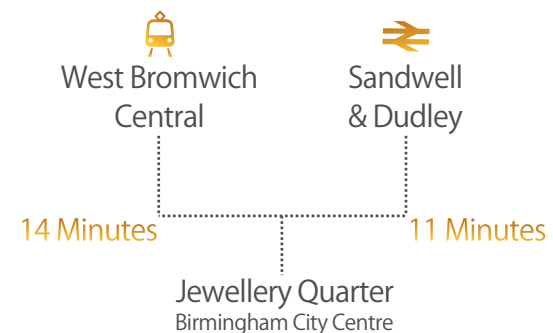 West Bromwich
Central
Sandwell
& Dudley
14 Minutes
11 Minutes
Jewellery Quarter
Birmingham City Centre